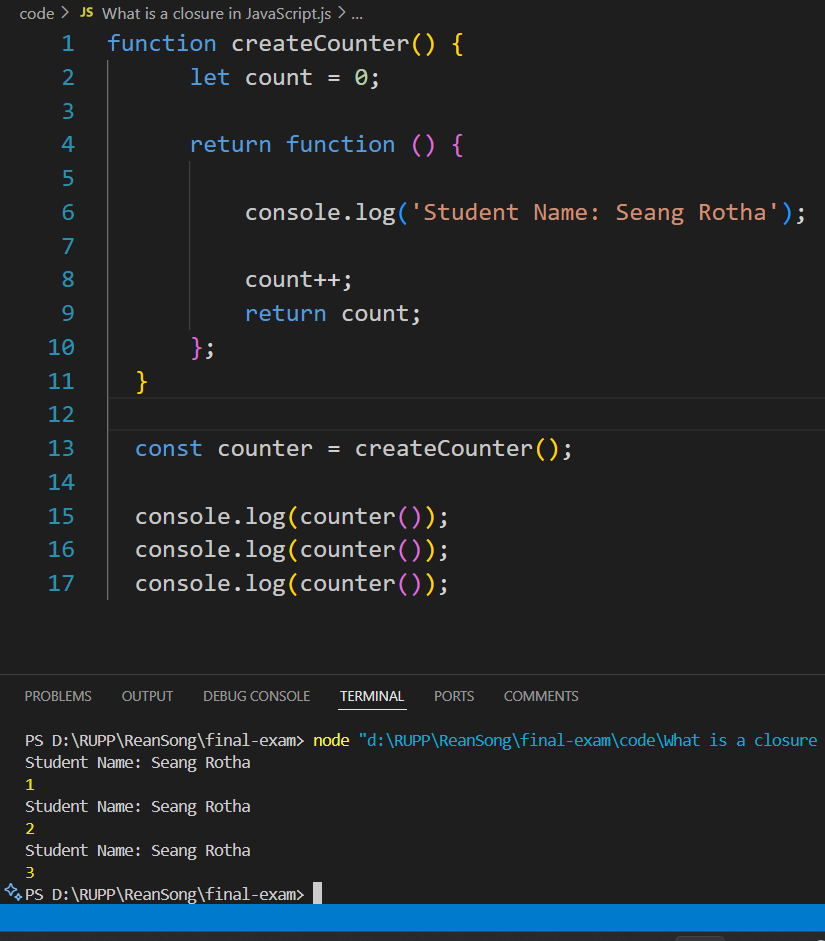 code > JS What is a closure in JavaScript.js > ...
1 function createCounter() {
2 let count = 0;
3
4 return function () {
5
6 console.log('Student Name: Seang Rotha');
7
8 count++;
9 return count;
10 };
11 }
12
13 const counter = createCounter();
14
15 console.log(counter());
16 console.log(counter());
17 console.log(counter());
PROBLEMS OUTPUT DEBUG CONSOLE TERMINAL PORTS COMMENTS
PS D:\RUPP\ReanSong\final-exam> node "d:\RUPP\ReanSong\final-exam\code\What is a closure
Student Name: Seang Rotha
1
Student Name: Seang Rotha
2
Student Name: Seang Rotha
3
PS D:\RUPP\ReanSong\final-exam>